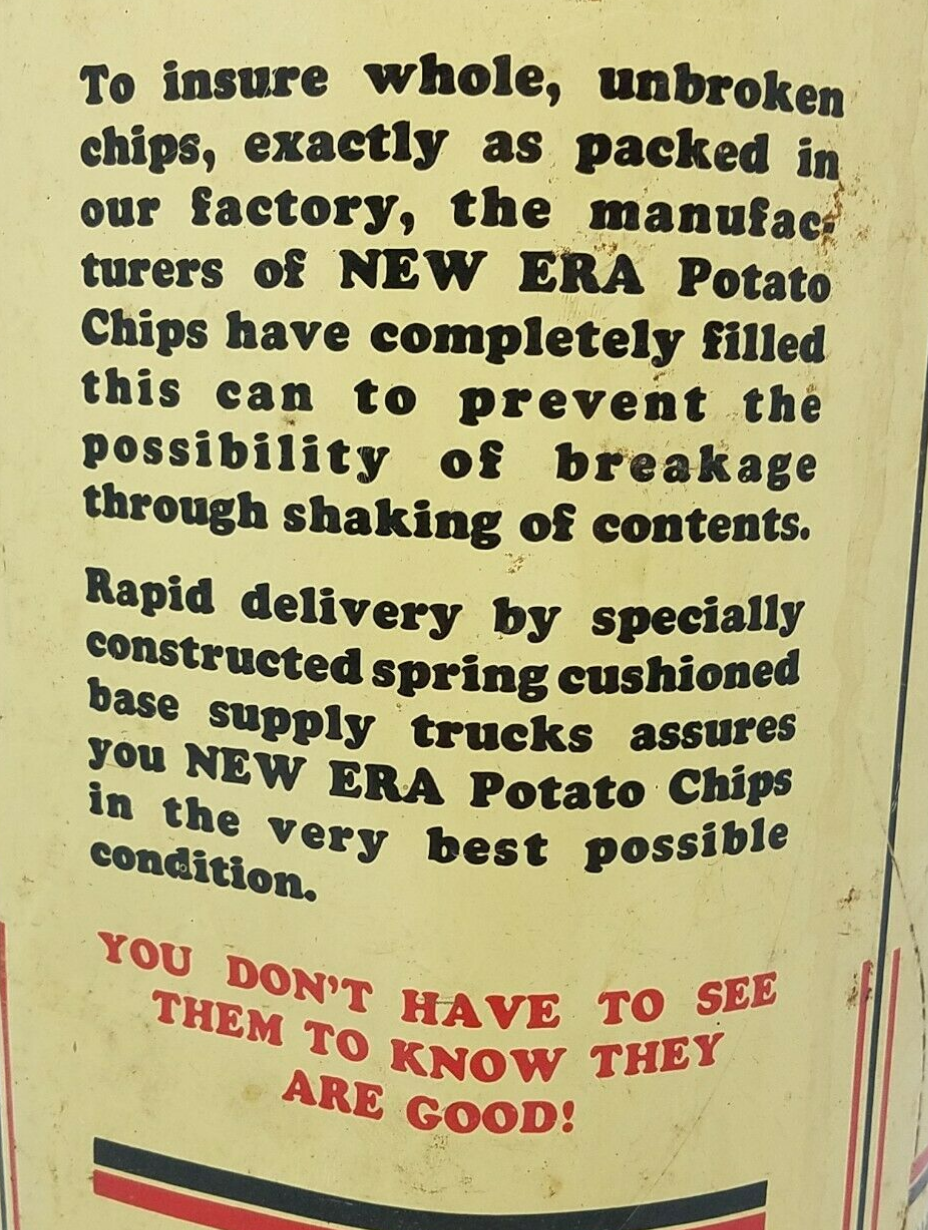 To insure whole, unbroken
chips, exactly as packed in
our factory, the manufac-
turers of NEW ERA Potato
Chips have completely filled
this can to prevent the
possibility of breakage
through shaking of contents.
Rapid delivery by specially
constructed spring cushioned
base supply trucks assures
you NEW ERA Potato Chips
in the very best possible
condition.
YOU DON'T HAVE TO SEE
THEM TO KNOW THEY
ARE GOOD!